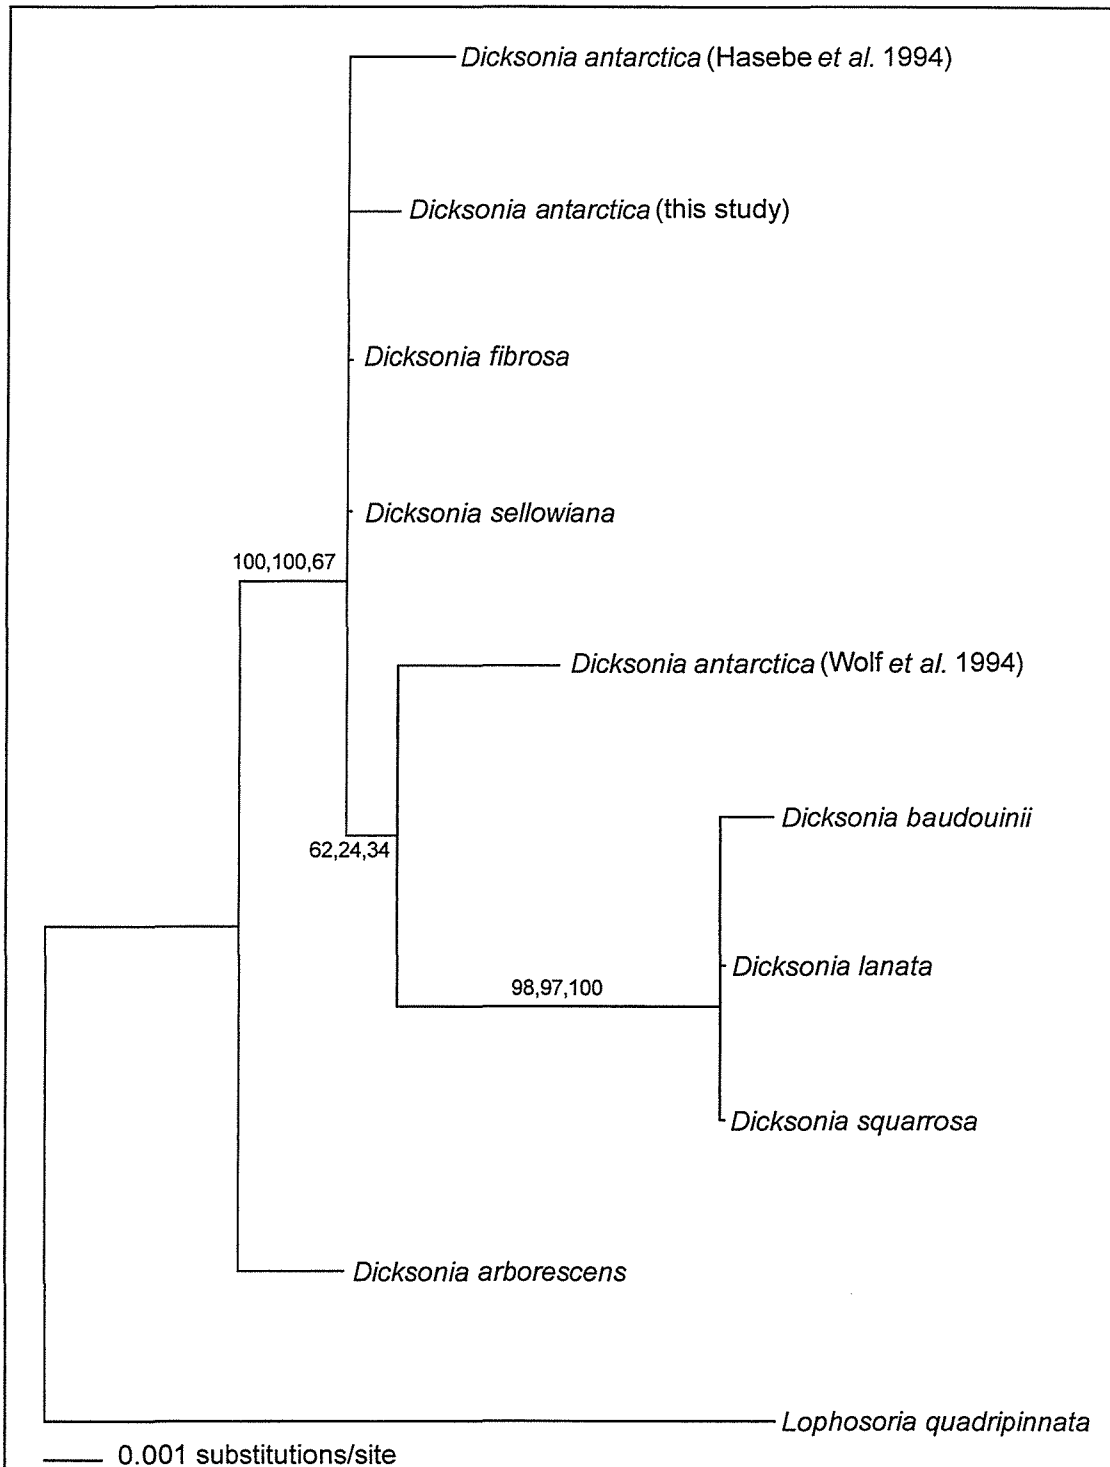 Dicksonia antarctica (Hasebe et al. 1994)
Dicksonia antarctica (this study)
Dicksonia fibrosa
Dicksonia sellowiana
100,100,67
Dicksonia antarctica (Wolf et al. 1994)
Dicksonia baudouinii
62,24,34
Dicksonia lanata
98,97,100
Dicksonia squarrosa
Dicksonia arborescens
Lophosoria quadripinnata
0.001 substitutions/site